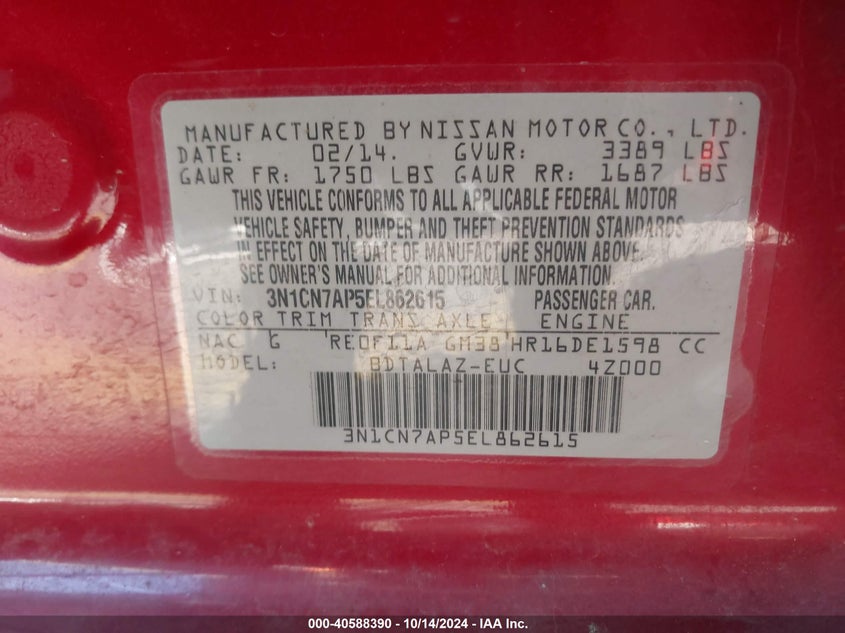 MANUFACTURED BY NISSAN MOTOR CO., LTD.
DATE: 02/14. GVWR: 3389 LBS
GAWR FR: 1750 LBS GAWR RR: 1687 LBS
THIS VEHICLE CONFORMS TO ALL APPLICABLE FEDERAL MOTOR
VEHICLE SAFETY, BUMPER AND THEFT PREVENTION STANDARDS
IN EFFECT ON THE DATE OF MANUFACTURE SHOWN ABOVE.
SEE OWNER'S MANUAL FOR ADDITIONAL INFORMATION.
VIN: 3N1CN7AP5EL862615 PASSENGER CAR.
COLOR TRIM TRANS AXLE ENGINE
NAC G RE0F11A GM38 HR16DE1598 CC
MODEL: BDTALAZ-EUC 4Z000
3N1CN7AP5EL862615
000-40588390 - 10/14/2024 - IAA Inc.